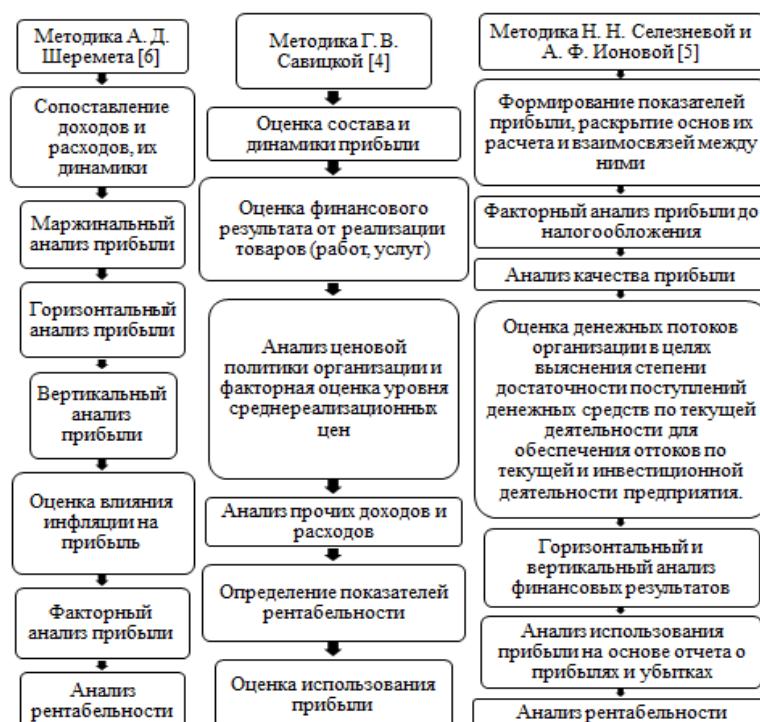 Методика А. Д.
Шеремета [6]
Сопоставление
доходов и
расходов, их
динамики
Маржинальный
анализ прибыли
Горизонтальный
анализ прибыли
Вертикальный
анализ
прибыли
Оценка влияния
инфляции на
прибыль
Факторный
анализ прибыли
Анализ
рентабельности
Методика Г. В.
Савицкой [4]
Оценка состава и
динамики прибыли
Оценка финансового
результата от реализации
товаров (работ, услуг)
Анализ ценовой
политики организации и
факторная оценка уровня
среднереализационных
цен
Анализ прочих доходов и
расходов
Определение показателей
рентабельности
Оценка использования
прибыли
Методика Н. Н. Селезневой и
А. Ф. Ионовой [5]
Формирование показателей
прибыли, раскрытие основ их
расчета и взаимосвязей между
ними
Факторный анализ прибыли до
налогообложения
Анализ качества прибыли
Оценка денежных потоков
организации в целях
выяснения степени
достаточности поступлений
денежных средств по текущей
деятельности для
обеспечения оттоков по
текущей и инвестиционной
деятельности предприятия.
Горизонтальный и
вертикальный анализ
финансовых результатов
Анализ использования
прибыли на основе отчета о
прибылях и убытках
Анализ рентабельности